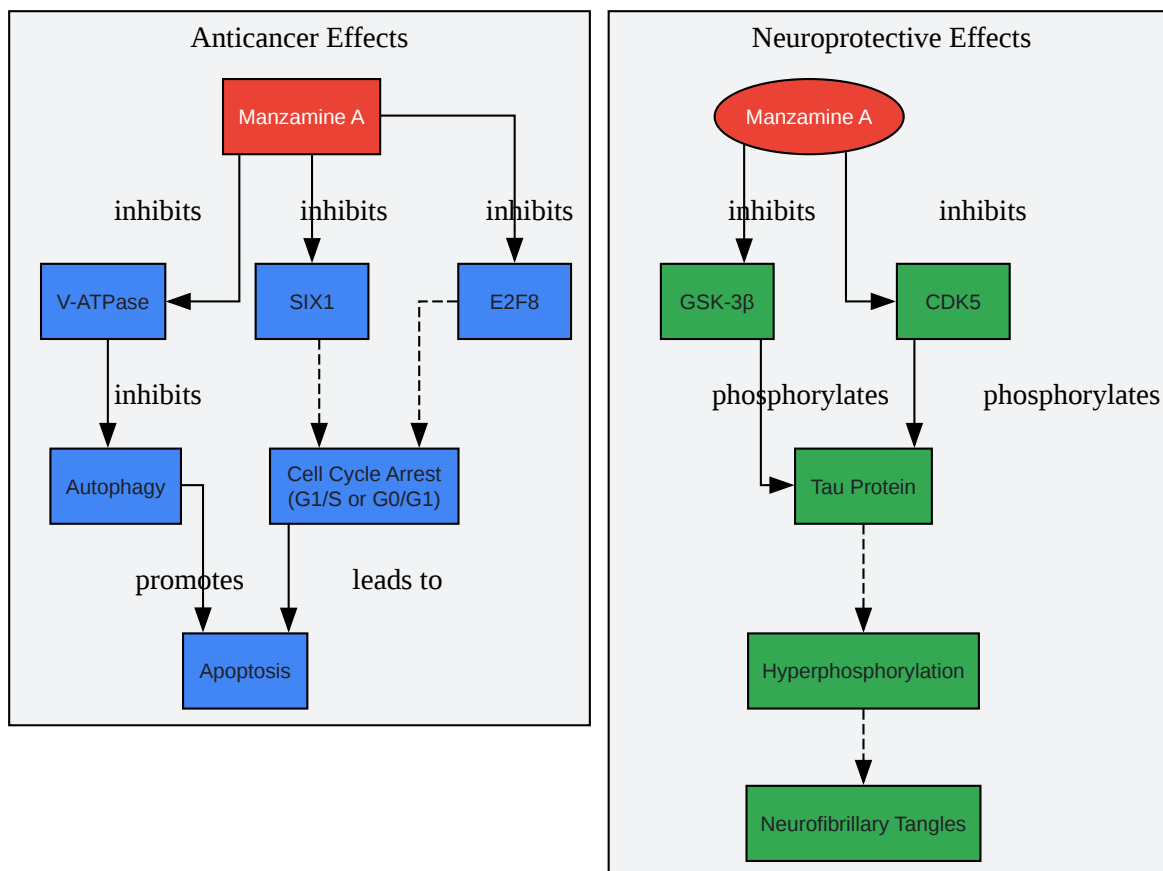 Anticancer Effects
Manzamine A
inhibits
inhibits
inhibits
V-ATPase
SIX1
E2F8
inhibits
Autophagy
Cell Cycle Arrest
(G1/S or G0/G1)
promotes
leads to
Apoptosis
Neuroprotective Effects
Manzamine A
inhibits
inhibits
GSK-3β
CDK5
phosphorylates
phosphorylates
Tau Protein
Hyperphosphorylation
Neurofibrillary Tangles